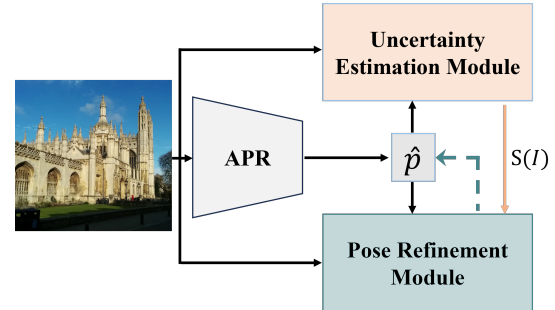 Uncertainty
Estimation Module
APR
p̂
S(I)
Pose Refinement
Module